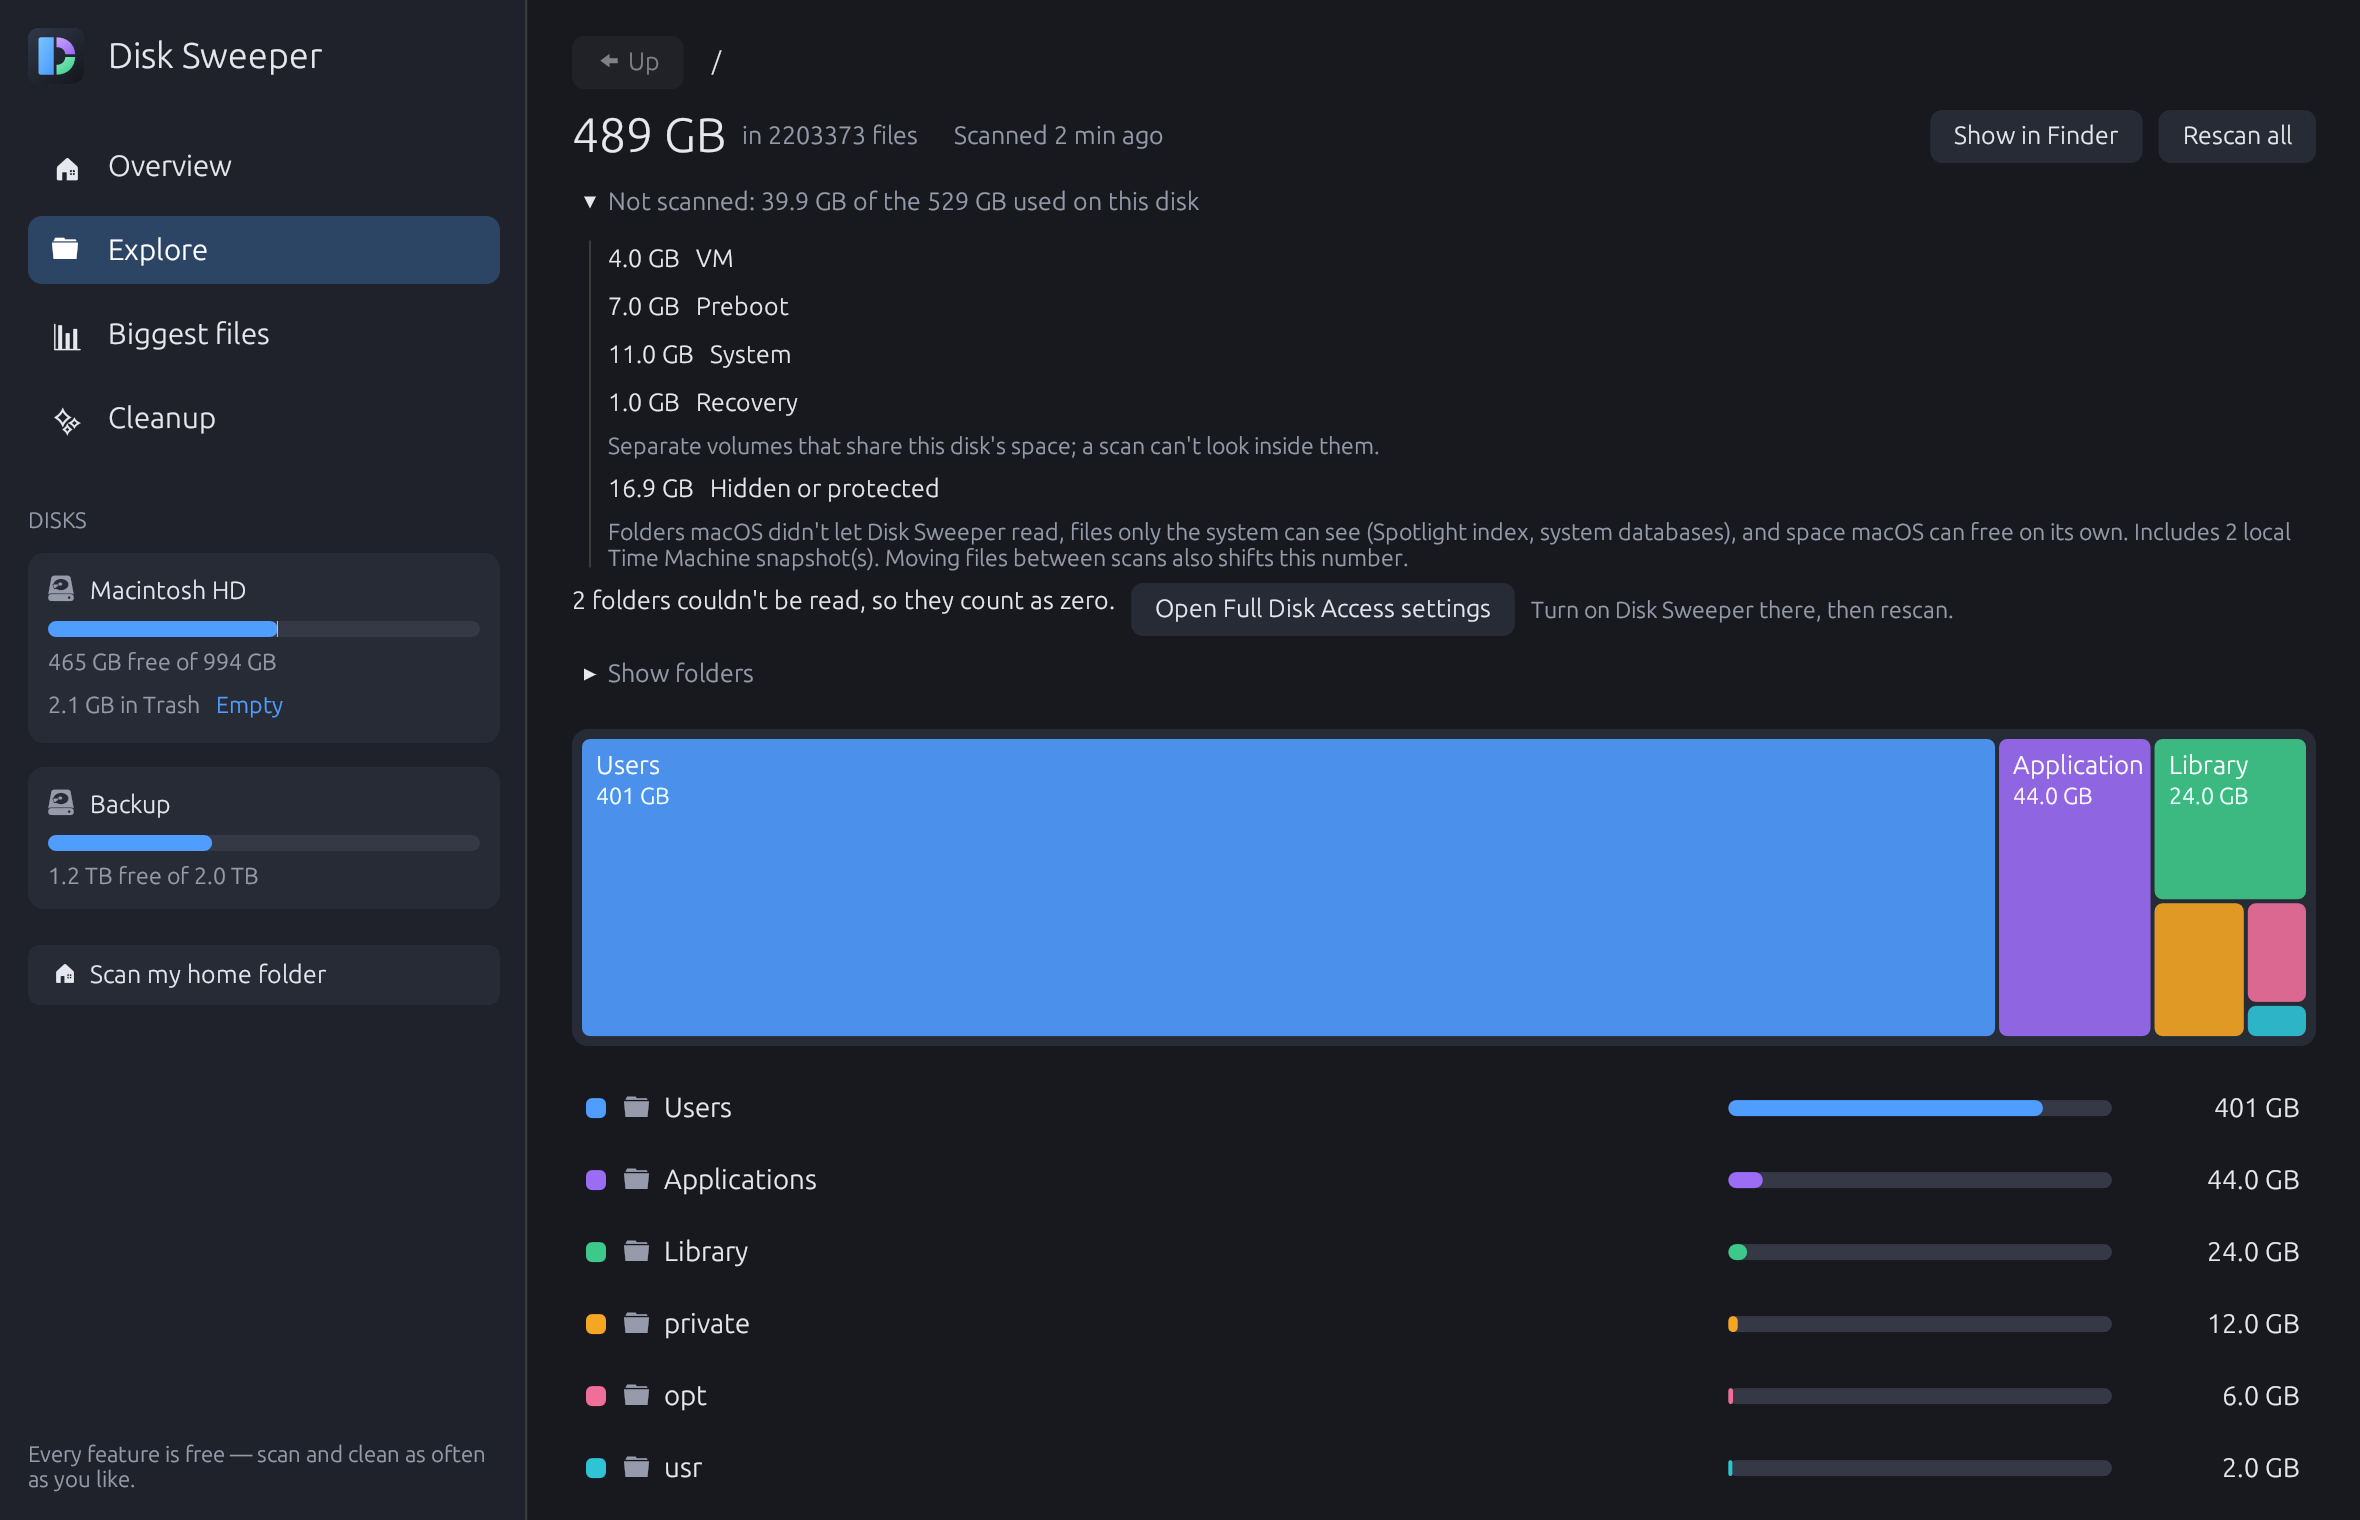 Disk Sweeper
Overview
Explore
Biggest files
Cleanup
DISKS
Macintosh HD
465 GB free of 994 GB
2.1 GB in Trash Empty
Backup
1.2 TB free of 2.0 TB
Scan my home folder
Every feature is free — scan and clean as often
as you like.
Up /
489 GB in 2203373 files Scanned 2 min ago
Show in Finder Rescan all
Not scanned: 39.9 GB of the 529 GB used on this disk
4.0 GB VM
7.0 GB Preboot
11.0 GB System
1.0 GB Recovery
Separate volumes that share this disk's space; a scan can't look inside them.
16.9 GB Hidden or protected
Folders macOS didn't let Disk Sweeper read, files only the system can see (Spotlight index, system databases), and space macOS can free on its own. Includes 2 local
Time Machine snapshot(s). Moving files between scans also shifts this number.
2 folders couldn't be read, so they count as zero. Open Full Disk Access settings Turn on Disk Sweeper there, then rescan.
Show folders
Users
401 GB
Application
44.0 GB
Library
24.0 GB
Users 401 GB
Applications 44.0 GB
Library 24.0 GB
private 12.0 GB
opt 6.0 GB
usr 2.0 GB